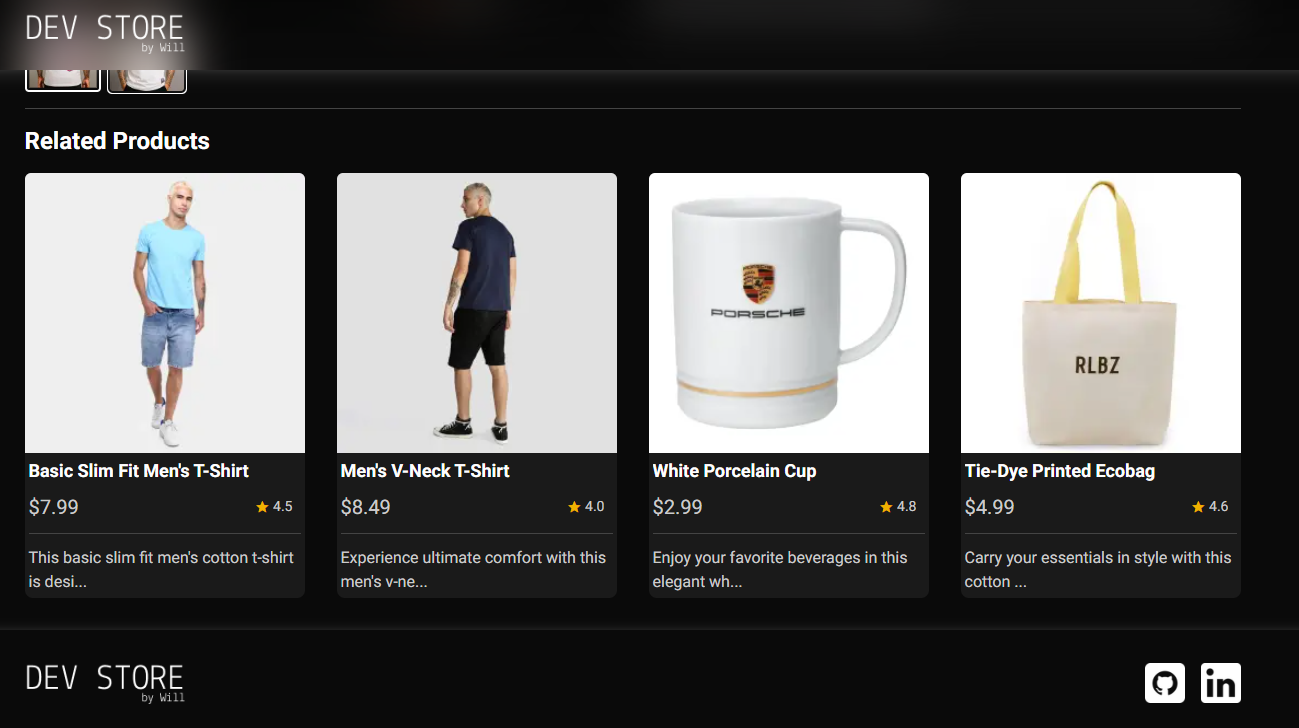 DEV STORE
by Will
Related Products
PORSCHE
PORSCHE
RLBZ
Basic Slim Fit Men's T-Shirt
$7.99
4.5
This basic slim fit men's cotton t-shirt
is desi...
Men's V-Neck T-Shirt
$8.49
4.0
Experience ultimate comfort with this
men's v-ne...
White Porcelain Cup
$2.99
4.8
Enjoy your favorite beverages in this
elegant wh...
Tie-Dye Printed Ecobag
$4.99
4.6
Carry your essentials in style with this
cotton ...
DEV STORE
by Will
in